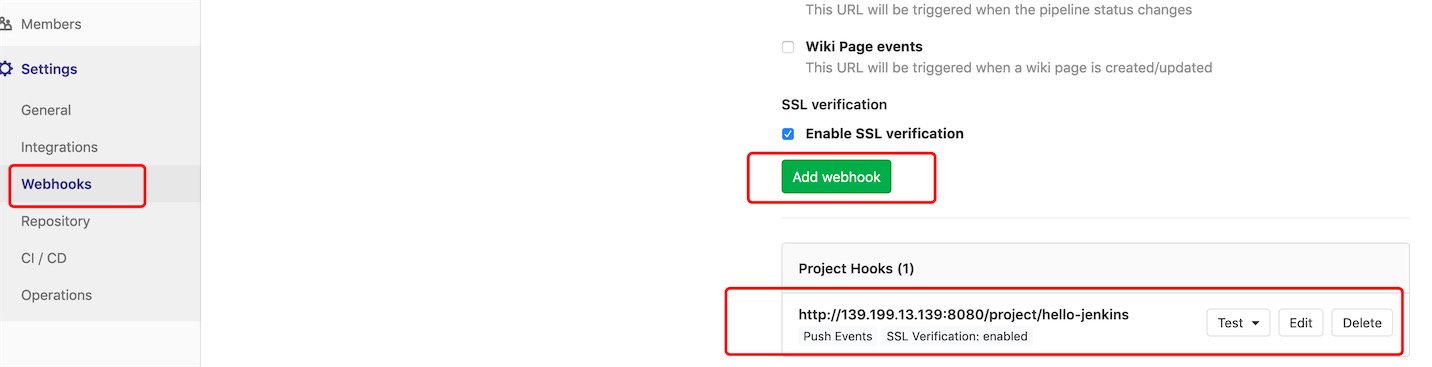 Members
Settings
General
Integrations
Webhooks
Repository
CI / CD
Operations
This URL will be triggered when the pipeline status changes
Wiki Page events
This URL will be triggered when a wiki page is created/updated
SSL verification
Enable SSL verification
Add webhook
Project Hooks (1)
http://139.199.13.139:8080/project/hello-jenkins
Push Events SSL Verification: enabled
Test Edit Delete